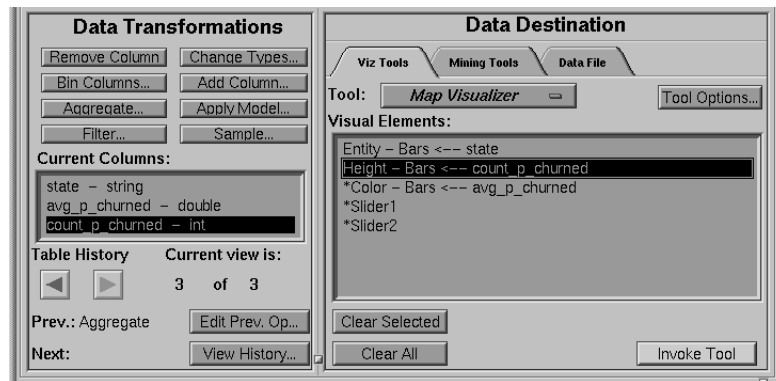 Data Transformations
Remove Column Change Types...
Bin Columns... Add Column...
Aggregate... Apply Model...
Filter... Sample...
Current Columns:
state – string
avg_p_churned – double
count_p_churned – int
Table History Current view is:
3 of 3
Prev.: Aggregate Edit Prev. Op...
Next: View History...
Data Destination
Viz Tools Mining Tools Data File
Tool: Map Visualizer Tool Options...
Visual Elements:
Entity – Bars <-- state
Height – Bars <-- count_p_churned
*Color – Bars <-- avg_p_churned
*Slider1
*Slider2
Clear Selected
Clear All Invoke Tool